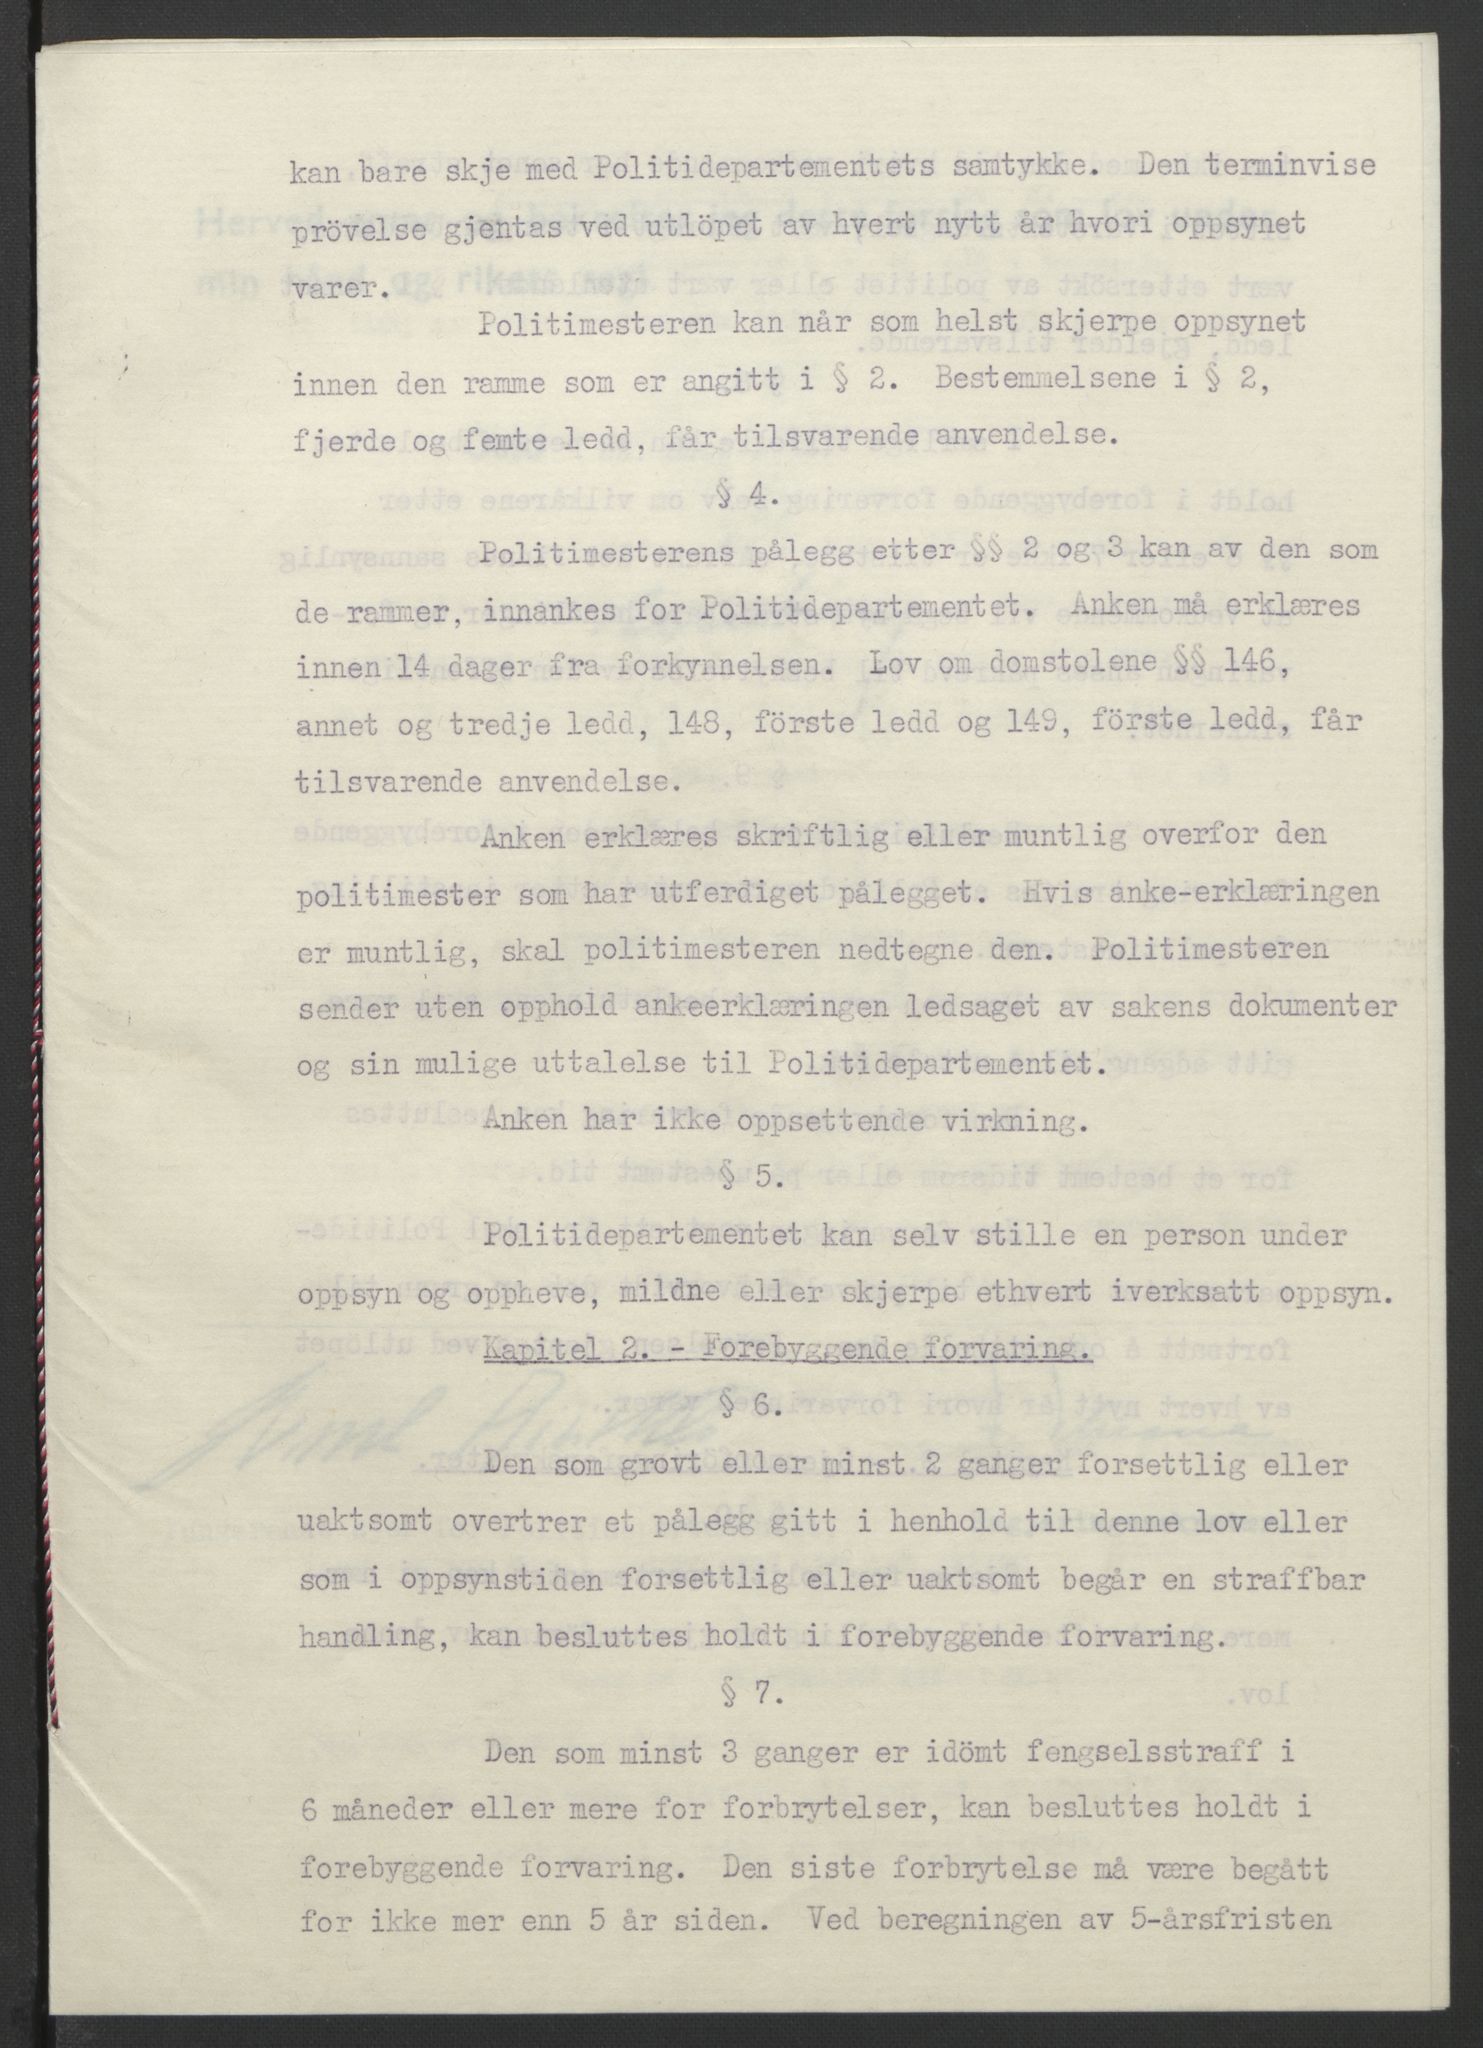 kan bare skje med Politidepartementets samtykke. Den terminvise
prövelse gjentas ved utlöpet av hvert nytt år hvori oppsynet
varer.
Politimesteren kan når som helst skjerpe oppsynet
innen den ramme som er angitt i § 2. Bestemmelsene i § 2,
fjerde og femte ledd, får tilsvarende anvendelse.
§ 4.
Politimesterens pålegg etter §§ 2 og 3 kan av den som
de rammer, innankes for Politidepartementet. Anken må erklæres
innen 14 dager fra forkynnelsen. Lov om domstolene §§ 146,
annet og tredje ledd, 148, förste ledd og 149, förste ledd, får
tilsvarende anvendelse.
Anken erklæres skriftlig eller muntlig overfor den
politimester som har utferdiget pålegget. Hvis anke-erklæringen
er muntlig, skal politimesteren nedtegne den. Politimesteren
sender uten opphold ankeerklæringen ledsaget av sakens dokumenter
og sin mulige uttalelse til Politidepartementet.
Anken har ikke oppsettende virkning.
§ 5.
Politidepartementet kan selv stille en person under
oppsyn og oppheve, mildne eller skjerpe ethvert iverksatt oppsyn.
Kapitel 2. - Forebyggende forvaring.
§ 6.
Den som grovt eller minst 2 ganger forsettlig eller
uaktsomt overtrer et pålegg gitt i henhold til denne lov eller
som i oppsynstiden forsettlig eller uaktsomt begår en straffbar
handling, kan besluttes holdt i forebyggende forvaring.
§ 7.
Den som minst 3 ganger er idömt fengselsstraff i
6 måneder eller mere for forbrytelser, kan besluttes holdt i
forebyggende forvaring. Den siste forbrytelse må være begått
for ikke mer enn 5 år siden. Ved beregningen av 5-årsfristen